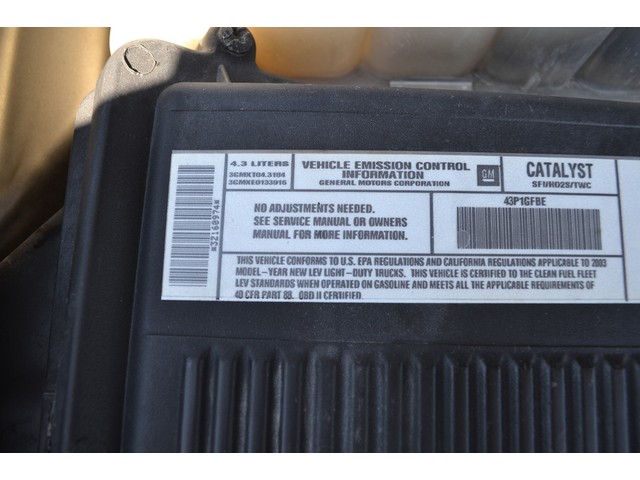 *32160974*
4.3 LITERS
3GMXT04.3184
3GMXE0133916
VEHICLE EMISSION CONTROL
INFORMATION
GENERAL MOTORS CORPORATION
GM
CATALYST
SFI/HO2S/TWC
NO ADJUSTMENTS NEEDED.
SEE SERVICE MANUAL OR OWNERS
MANUAL FOR MORE INFORMATION.
43P1GFBE
THIS VEHICLE CONFORMS TO U.S. EPA REGULATIONS AND CALIFORNIA REGULATIONS APPLICABLE TO 2003
MODEL-YEAR NEW LEV LIGHT-DUTY TRUCKS. THIS VEHICLE IS CERTIFIED TO THE CLEAN FUEL FLEET
LEV STANDARDS WHEN OPERATED ON GASOLINE AND MEETS ALL THE APPLICABLE REQUIREMENTS OF
40 CFR PART 88. OBD II CERTIFIED.